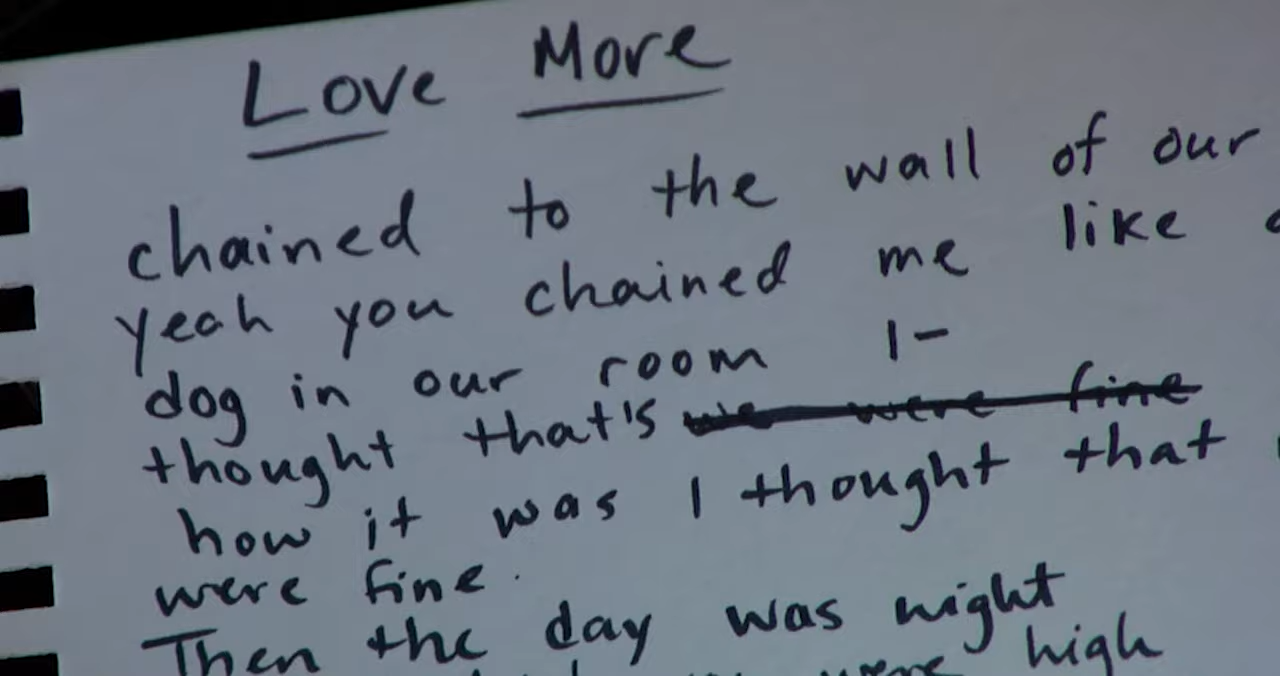 Love More
chained to the wall of our
yeah you chained me like
dog in our room I-
thought that's we were fine
how it was I thought that
were fine.
Then the day was night
were high